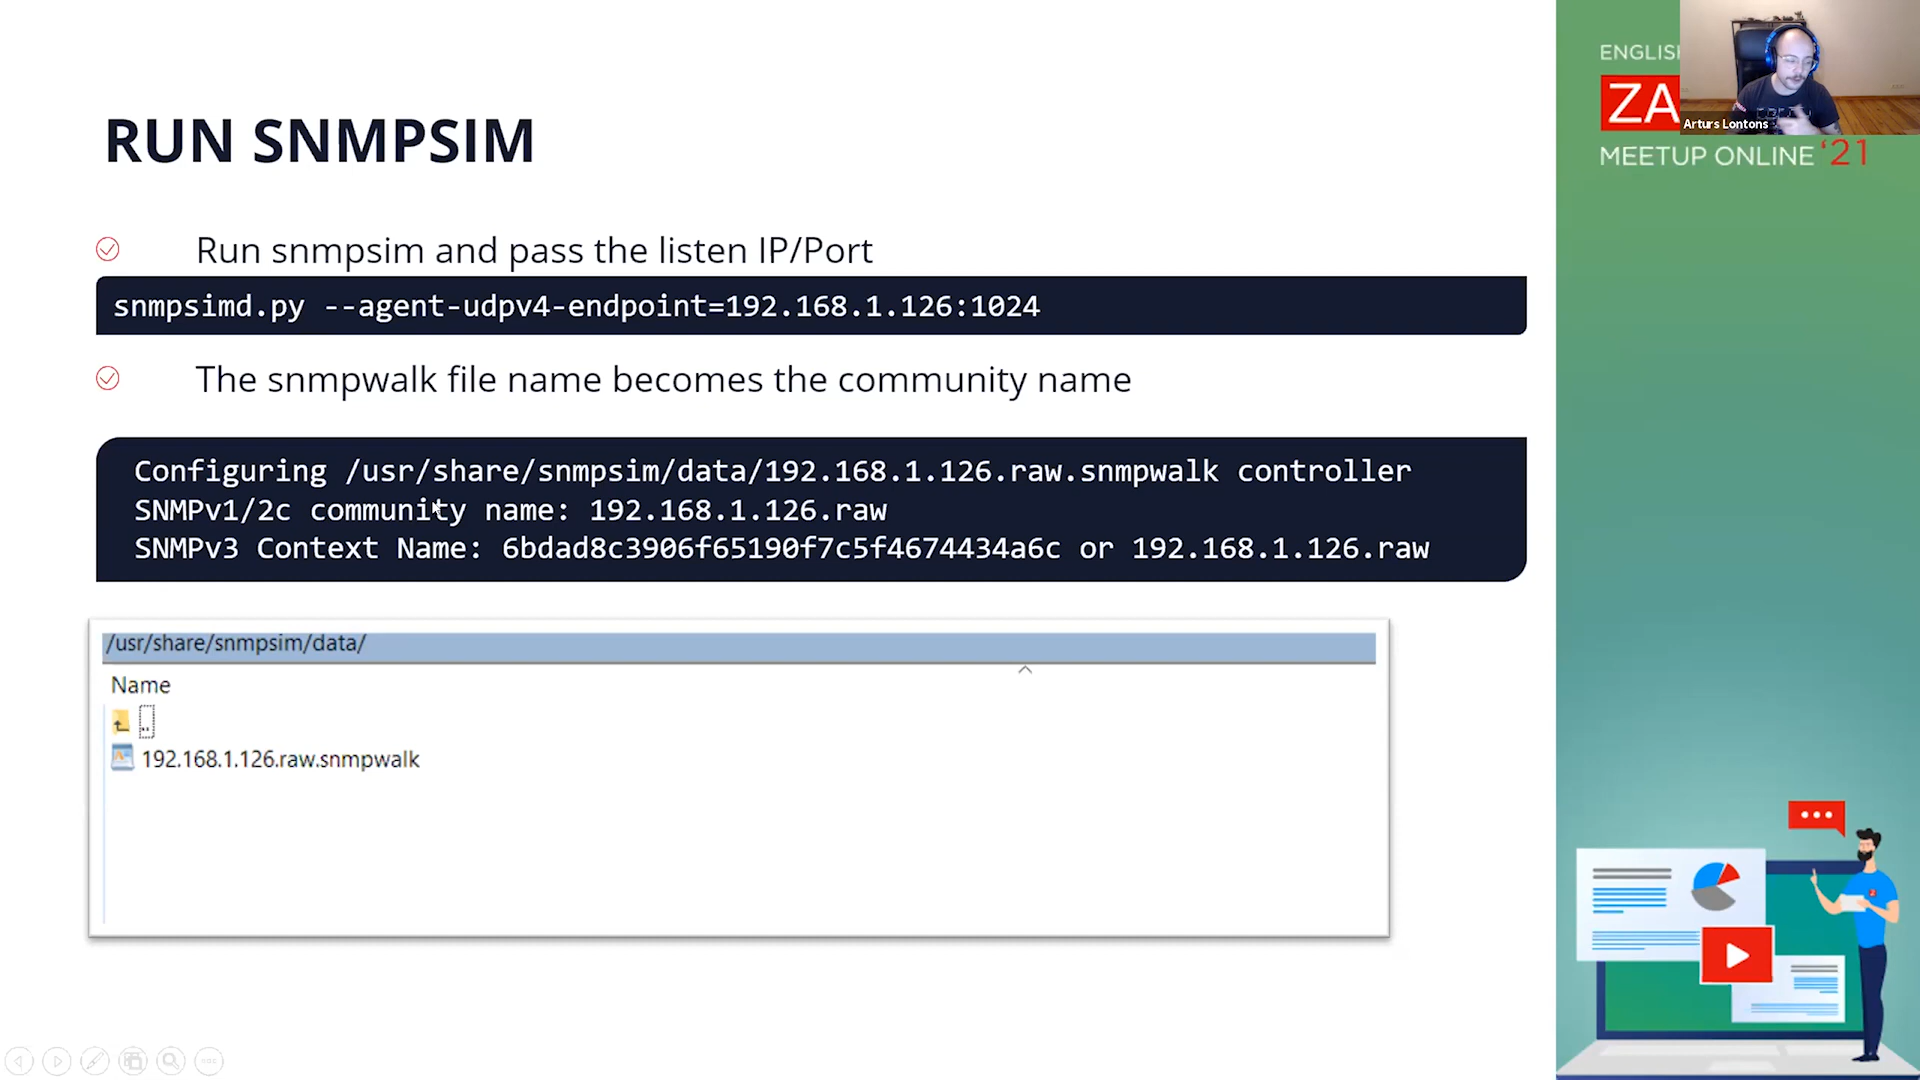 RUN SNMPSIM
Run snmpsim and pass the listen IP/Port
snmpsimd.py --agent-udpv4-endpoint=192.168.1.126:1024
The snmpwalk file name becomes the community name
Configuring /usr/share/snmpsim/data/192.168.1.126.raw.snmpwalk controller
SNMPv1/2c community name: 192.168.1.126.raw
SNMPv3 Context Name: 6bdad8c3906f65190f7c5f4674434a6c or 192.168.1.126.raw
/usr/share/snmpsim/data/
Name
..
192.168.1.126.raw.snmpwalk
ENGLIS
ZA
Arturs Lontons
MEETUP ONLINE '21